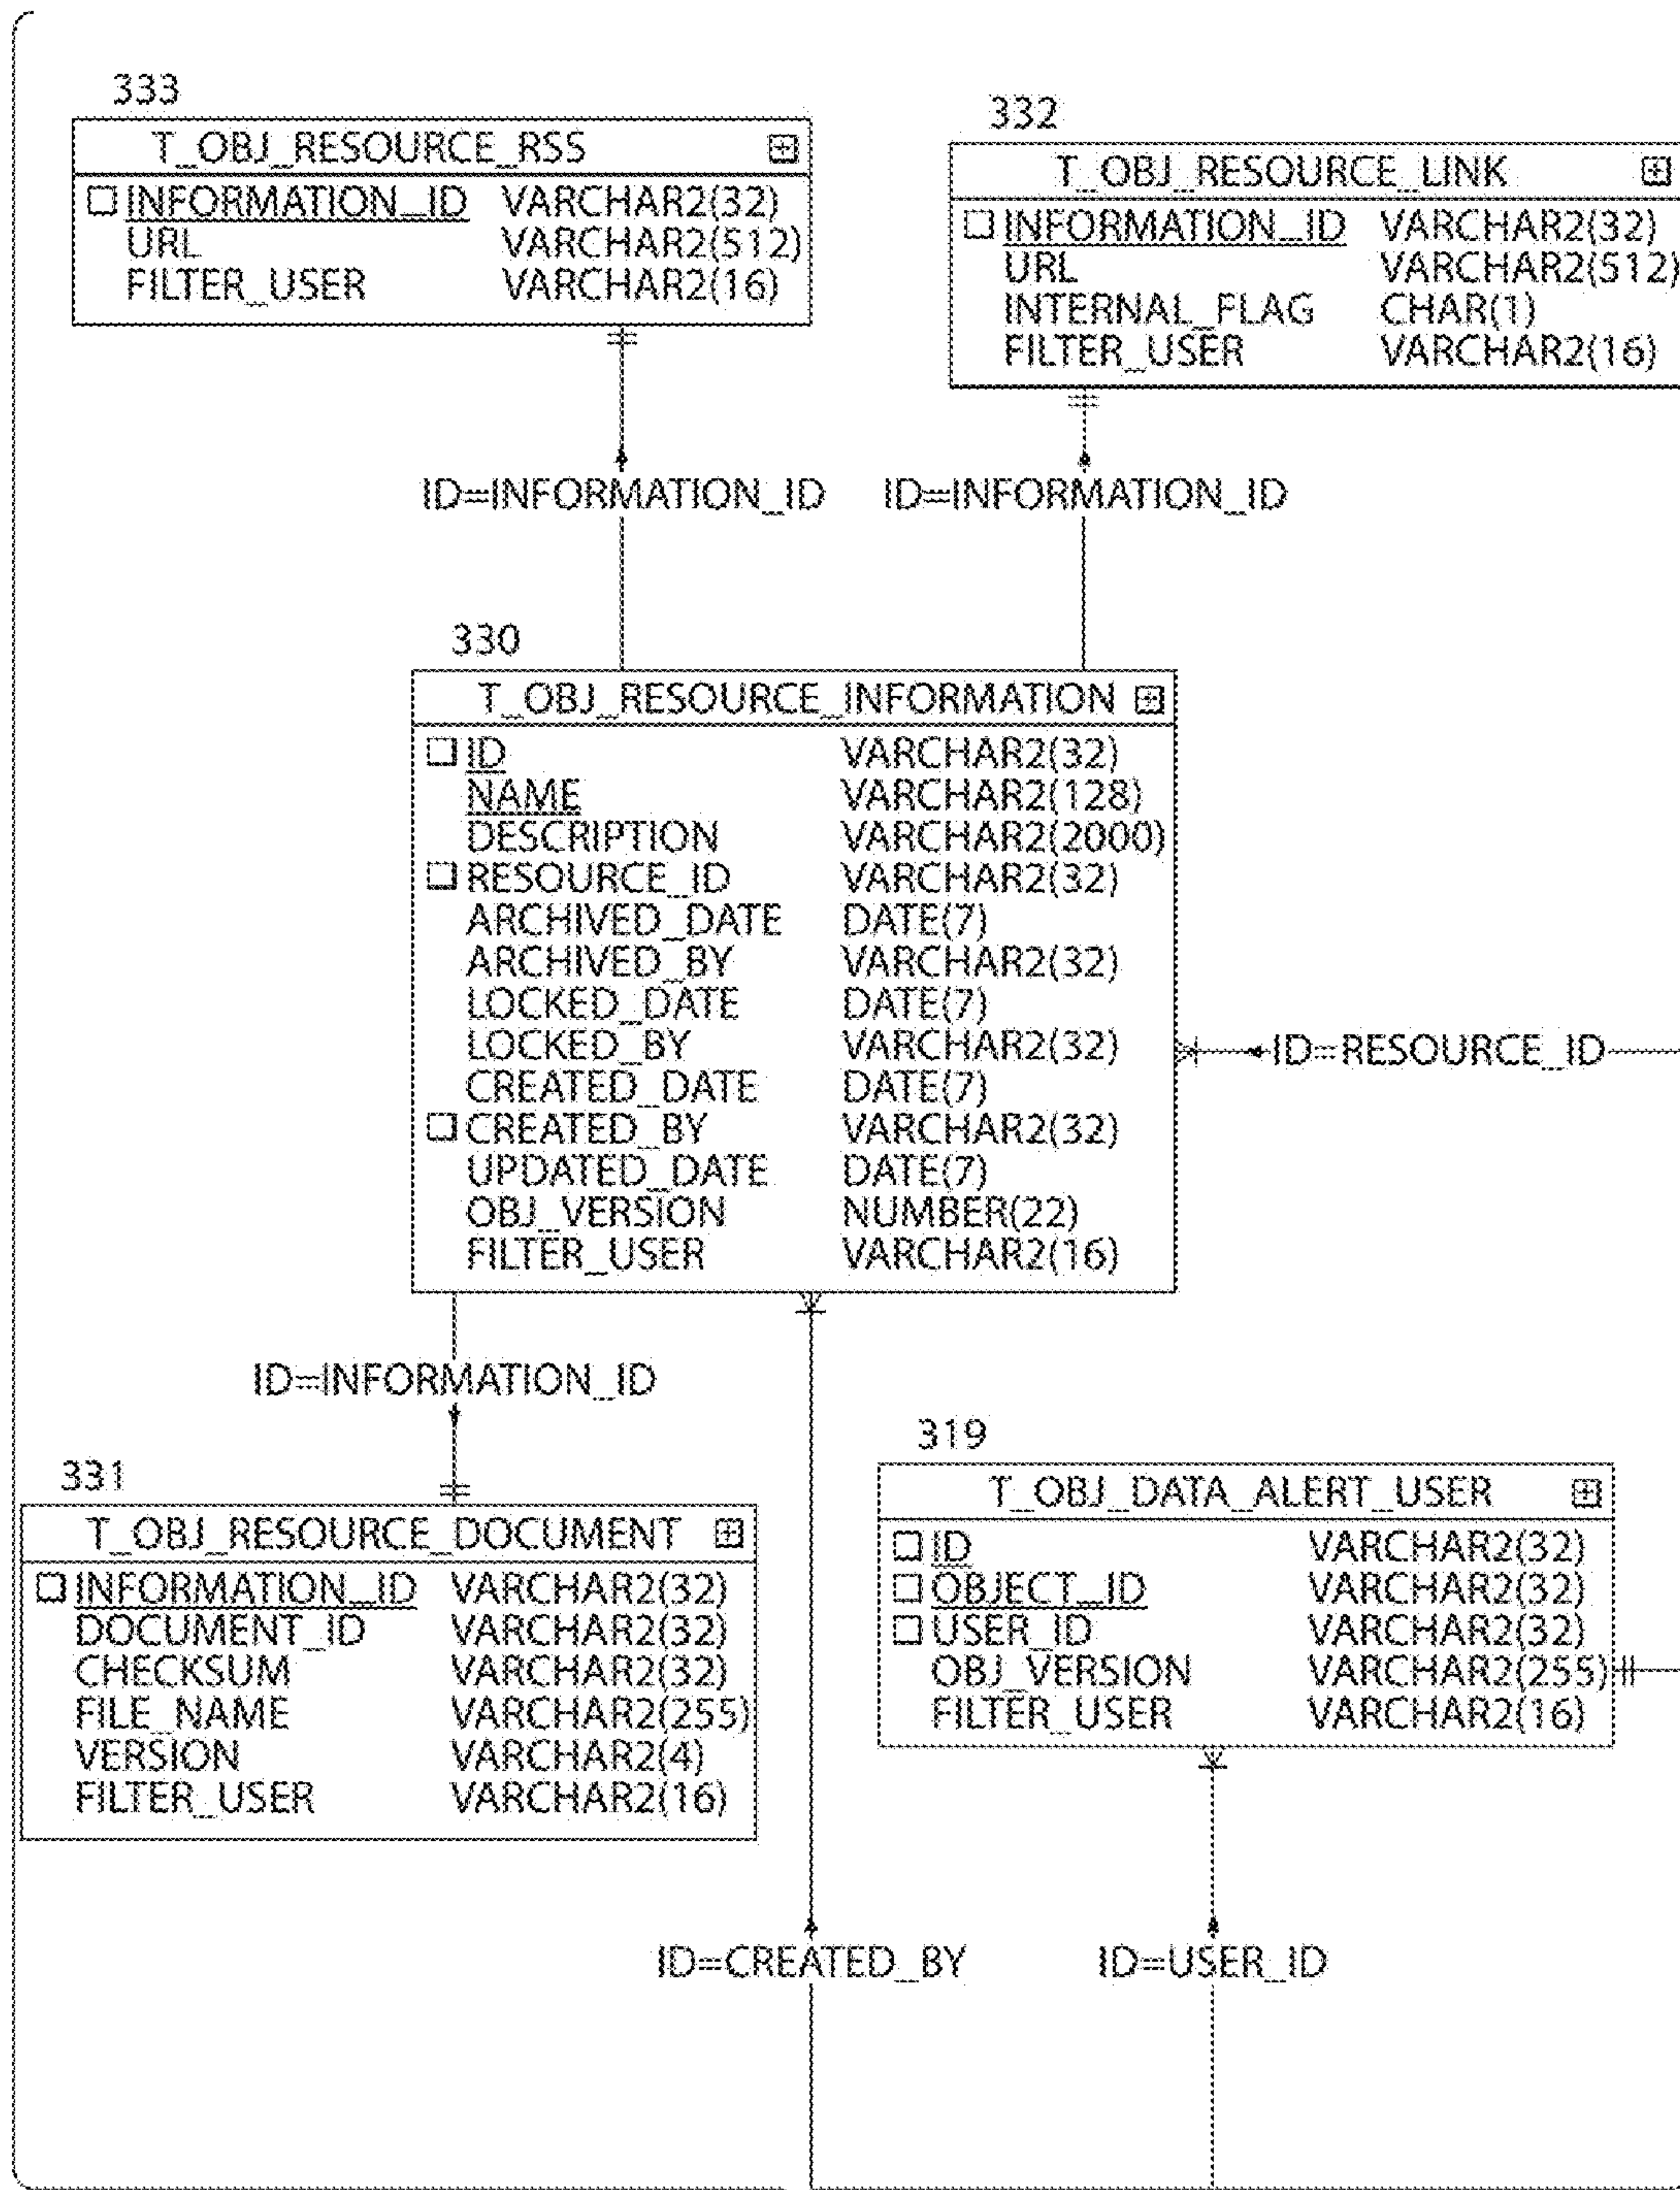 333
T_OBJ_RESOURCE_RSS
INFORMATION_ID VARCHAR2(32)
URL VARCHAR2(512)
FILTER_USER VARCHAR2(16)
332
T_OBJ_RESOURCE_LINK
INFORMATION_ID VARCHAR2(32)
URL VARCHAR2(512)
INTERNAL_FLAG CHAR(1)
FILTER_USER VARCHAR2(16)
ID=INFORMATION_ID
ID=INFORMATION_ID
330
T_OBJ_RESOURCE_INFORMATION
ID VARCHAR2(32)
NAME VARCHAR2(128)
DESCRIPTION VARCHAR2(2000)
RESOURCE_ID VARCHAR2(32)
ARCHIVED_DATE DATE(7)
ARCHIVED_BY VARCHAR2(32)
LOCKED_DATE DATE(7)
LOCKED_BY VARCHAR2(32)
CREATED_DATE DATE(7)
CREATED_BY VARCHAR2(32)
UPDATED_DATE DATE(7)
OBJ_VERSION NUMBER(22)
FILTER_USER VARCHAR2(16)
ID=RESOURCE_ID
ID=INFORMATION_ID
331
T_OBJ_RESOURCE_DOCUMENT
INFORMATION_ID VARCHAR2(32)
DOCUMENT_ID VARCHAR2(32)
CHECKSUM VARCHAR2(32)
FILE_NAME VARCHAR2(255)
VERSION VARCHAR2(4)
FILTER_USER VARCHAR2(16)
319
T_OBJ_DATA_ALERT_USER
ID VARCHAR2(32)
OBJECT_ID VARCHAR2(32)
USER_ID VARCHAR2(32)
OBJ_VERSION VARCHAR2(255)
FILTER_USER VARCHAR2(16)
ID=CREATED_BY
ID=USER_ID